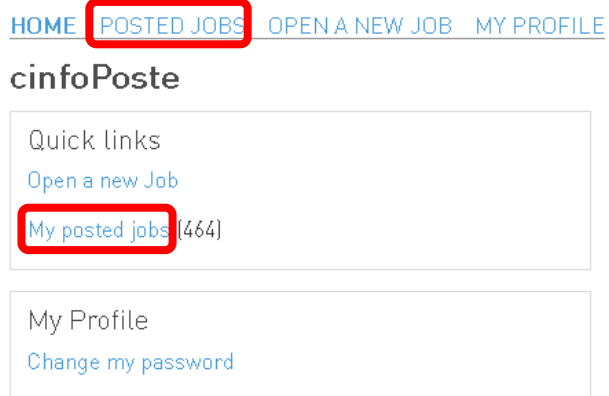 HOME POSTED JOBS OPEN A NEW JOB MY PROFILE
cinfoPoste
Quick links
Open a new Job
My posted jobs (464)
My Profile
Change my password